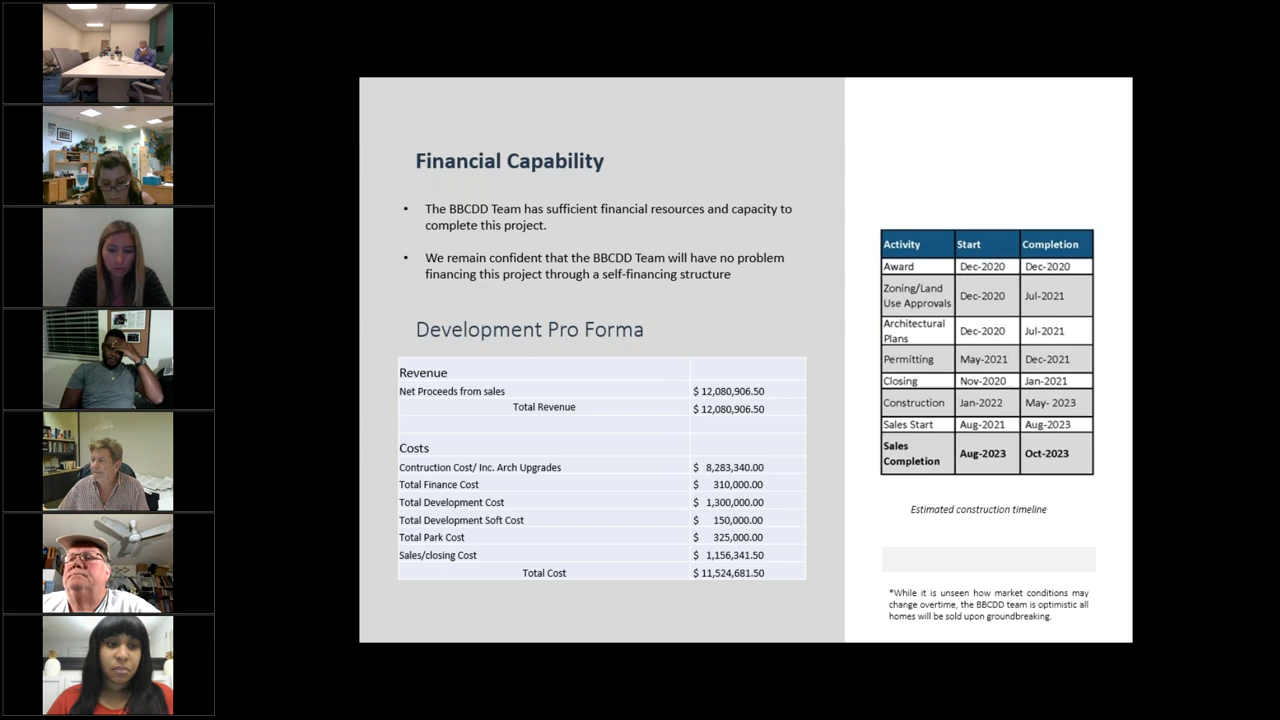 Financial Capability
• The BBCDD Team has sufficient financial resources and capacity to
complete this project.
• We remain confident that the BBCDD Team will have no problem
financing this project through a self-financing structure
Development Pro Forma
Revenue
Net Proceeds from sales $ 12,080,906.50
Total Revenue $ 12,080,906.50
Costs
Contruction Cost/ Inc. Arch Upgrades $ 8,283,340.00
Total Finance Cost $ 310,000.00
Total Development Cost $ 1,300,000.00
Total Development Soft Cost $ 150,000.00
Total Park Cost $ 325,000.00
Sales/closing Cost $ 1,156,341.50
Total Cost $ 11,524,681.50
Activity Start Completion
Award Dec-2020 Dec-2020
Zoning/Land
Use Approvals Dec-2020 Jul-2021
Architectural
Plans Dec-2020 Jul-2021
Permitting May-2021 Dec-2021
Closing Nov-2020 Jan-2021
Construction Jan-2022 May- 2023
Sales Start Aug-2021 Aug-2023
Sales
Completion Aug-2023 Oct-2023
Estimated construction timeline
*While it is unseen how market conditions may
change overtime, the BBCDD team is optimistic all
homes will be sold upon groundbreaking.